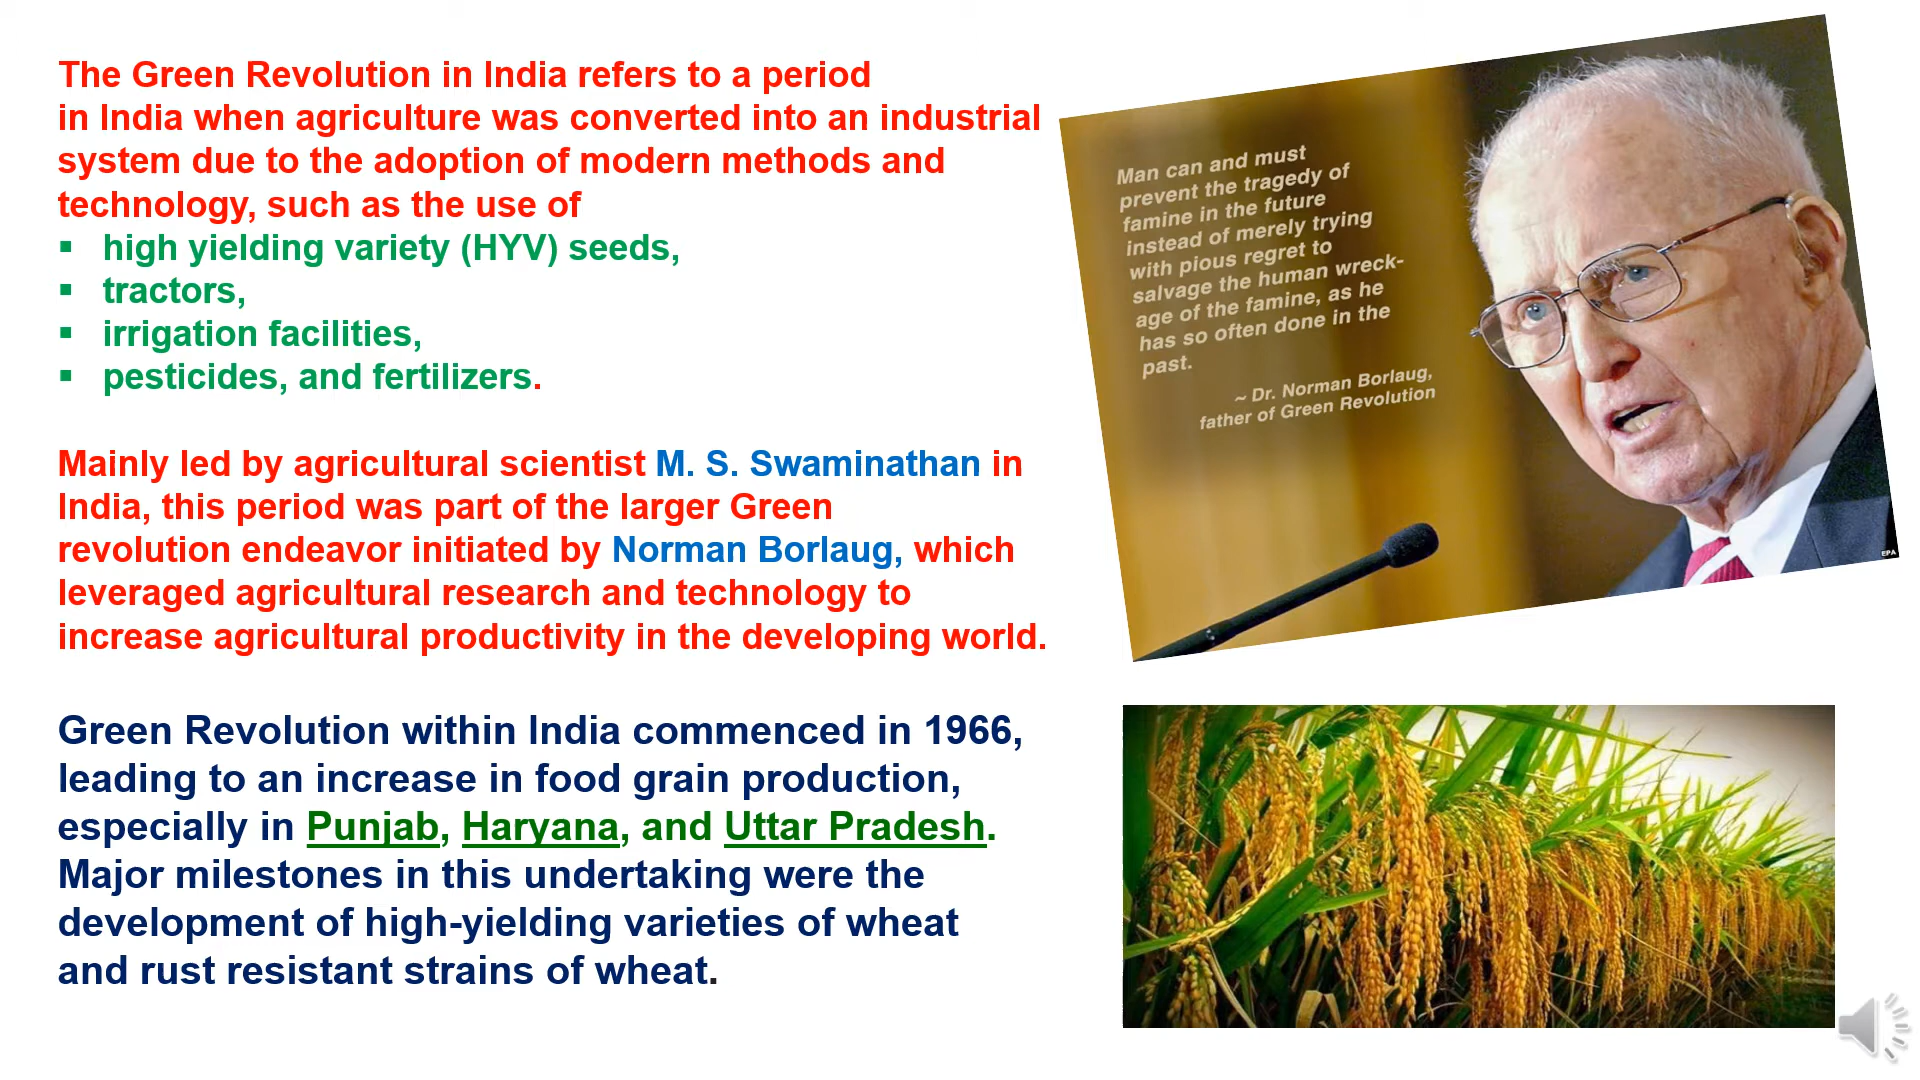 The Green Revolution in India refers to a period
in India when agriculture was converted into an industrial
system due to the adoption of modern methods and
technology, such as the use of
▪ high yielding variety (HYV) seeds,
▪ tractors,
▪ irrigation facilities,
▪ pesticides, and fertilizers.
Mainly led by agricultural scientist M. S. Swaminathan in
India, this period was part of the larger Green
revolution endeavor initiated by Norman Borlaug, which
leveraged agricultural research and technology to
increase agricultural productivity in the developing world.
Green Revolution within India commenced in 1966,
leading to an increase in food grain production,
especially in Punjab, Haryana, and Uttar Pradesh.
Major milestones in this undertaking were the
development of high-yielding varieties of wheat
and rust resistant strains of wheat.
Man can and must
prevent the tragedy of
famine in the future
instead of merely trying
with pious regret to
salvage the human wreck-
age of the famine, as he
has so often done in the
past.
~ Dr. Norman Borlaug,
father of Green Revolution
EPA